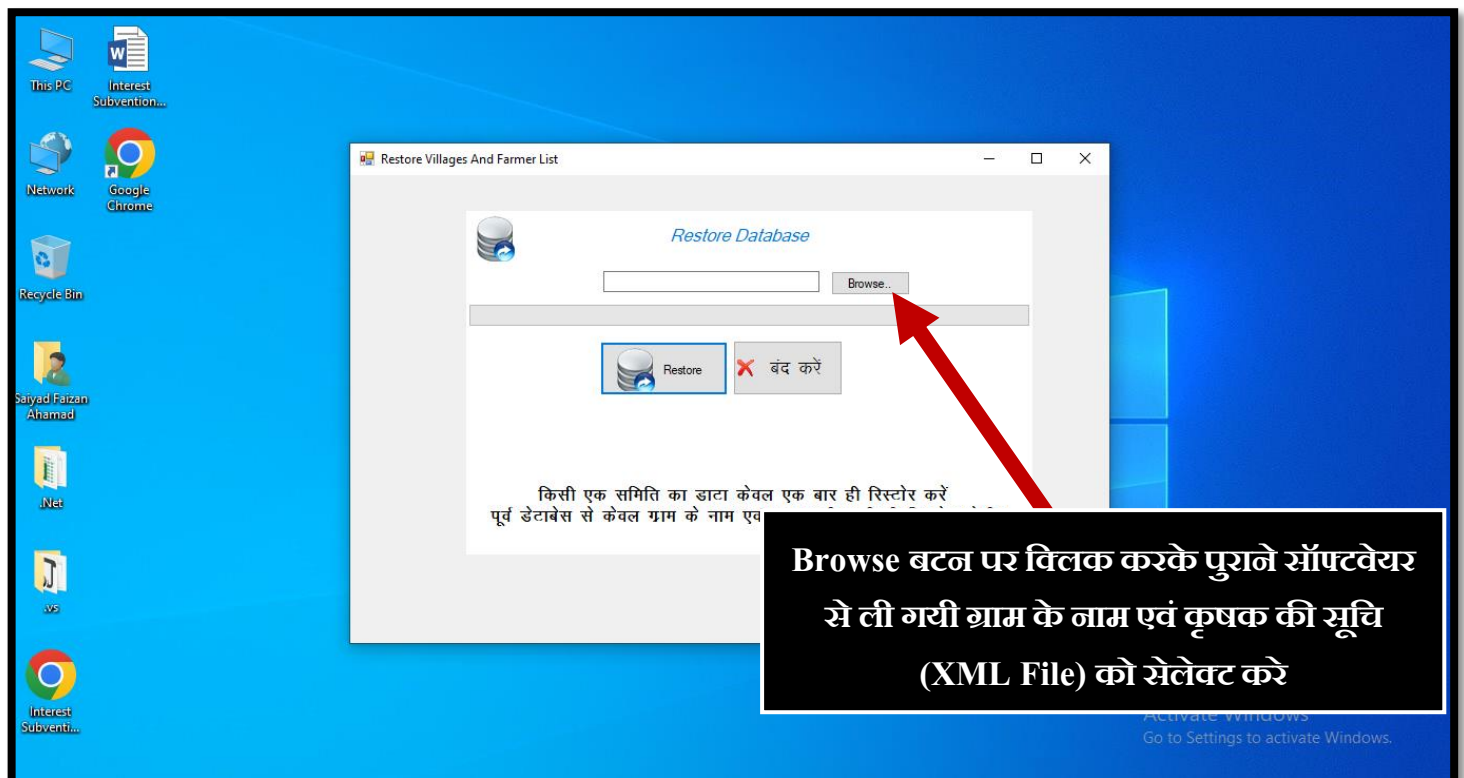 This PC
Interest
Subvention...
Network
Google
Chrome
Recycle Bin
Saiyad Faizan
Ahamad
.Net
.vs
Interest
Subventi...
Restore Villages And Farmer List
Restore Database
Browse..
Restore
बंद करें
किसी एक समिति का डाटा केवल एक बार ही रिस्टोर करें
पूर्व डेटाबेस से केवल ग्राम के नाम एव
Browse बटन पर क्लिक करके पुराने सॉफ्टवेयर
से ली गयी ग्राम के नाम एवं कृषक की सूचि
(XML File) को सेलेक्ट करे
Activate Windows
Go to Settings to activate Windows.